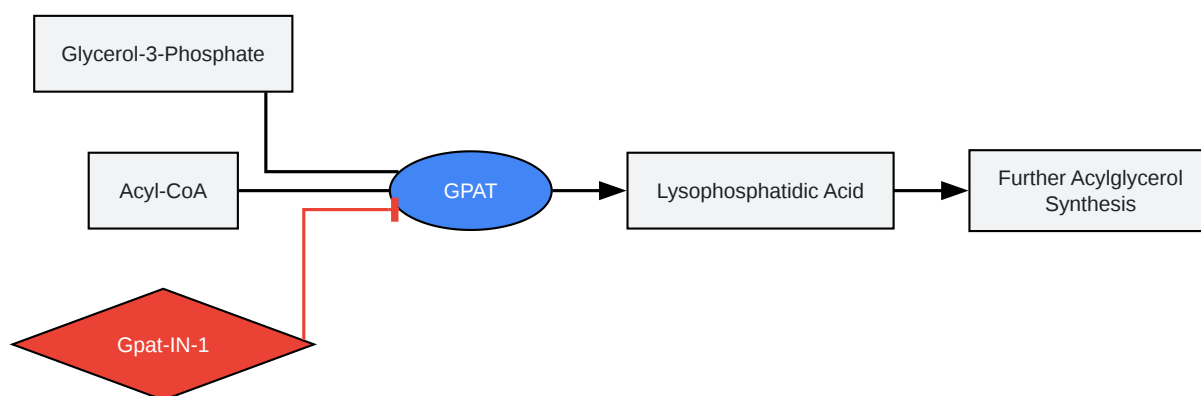 Glycerol-3-Phosphate
Acyl-CoA
GPAT
Lysophosphatidic Acid
Further Acylglycerol
Synthesis
Gpat-IN-1